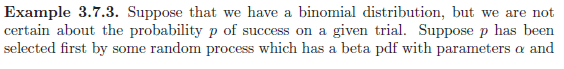 Example 3.7.3. Suppose that we have a binomial distribution, but we are not
certain about the probability p of success on a given trial. Suppose p has been
selected first by some random process which has a beta pdf with parameters α and